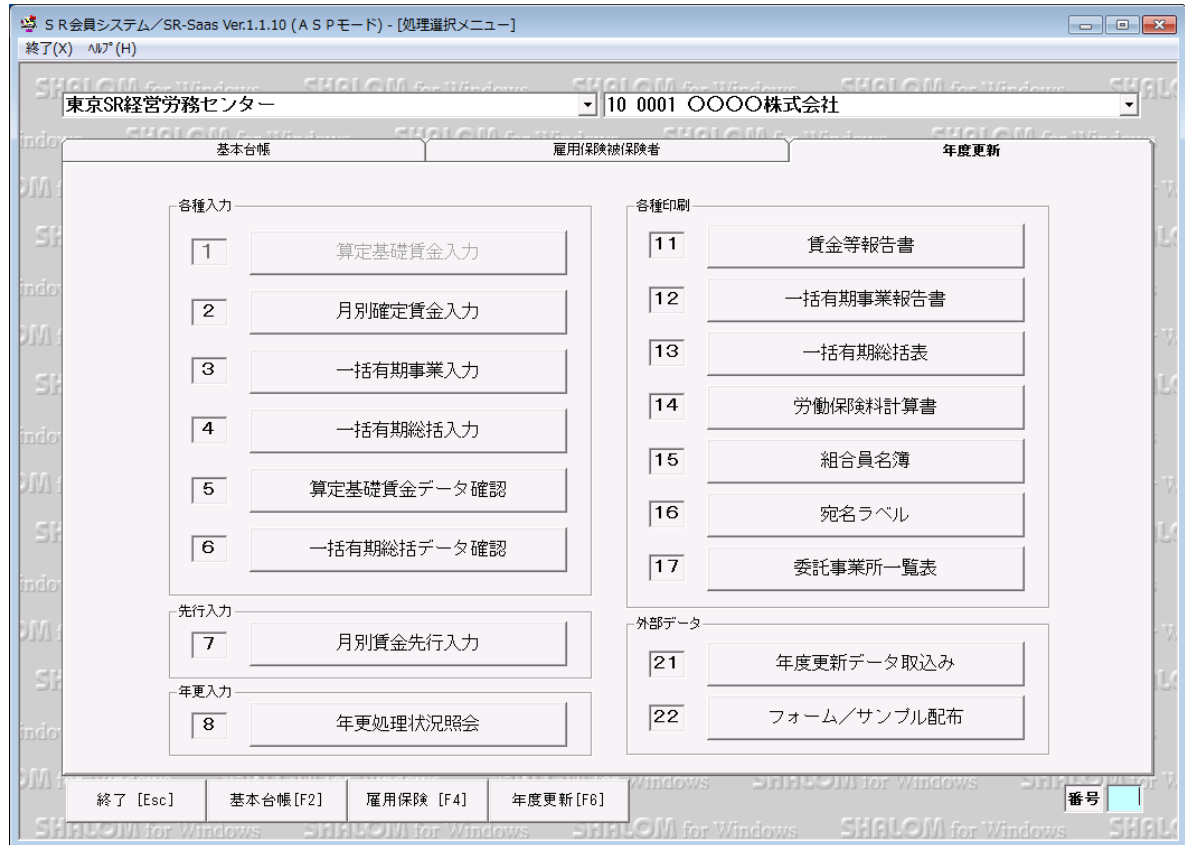 ＳＲ会員システム／SR-Saas Ver.1.1.10 (ＡＳＰモード) - [処理選択メニュー]
終了(X) ﾍﾙﾌﾟ(H)
SHALOM for Windows
東京SR経営労務センター
10 0001 〇〇〇〇株式会社
基本台帳
雇用保険被保険者
年度更新
各種入力
1 算定基礎賃金入力
2 月別確定賃金入力
3 一括有期事業入力
4 一括有期総括入力
5 算定基礎賃金データ確認
6 一括有期総括データ確認
先行入力
7 月別賃金先行入力
年更入力
8 年更処理状況照会
各種印刷
11 賃金等報告書
12 一括有期事業報告書
13 一括有期総括表
14 労働保険料計算書
15 組合員名簿
16 宛名ラベル
17 委託事業所一覧表
外部データ
21 年度更新データ取込み
22 フォーム／サンプル配布
終了 [Esc]
基本台帳[F2]
雇用保険 [F4]
年度更新[F6]
番号